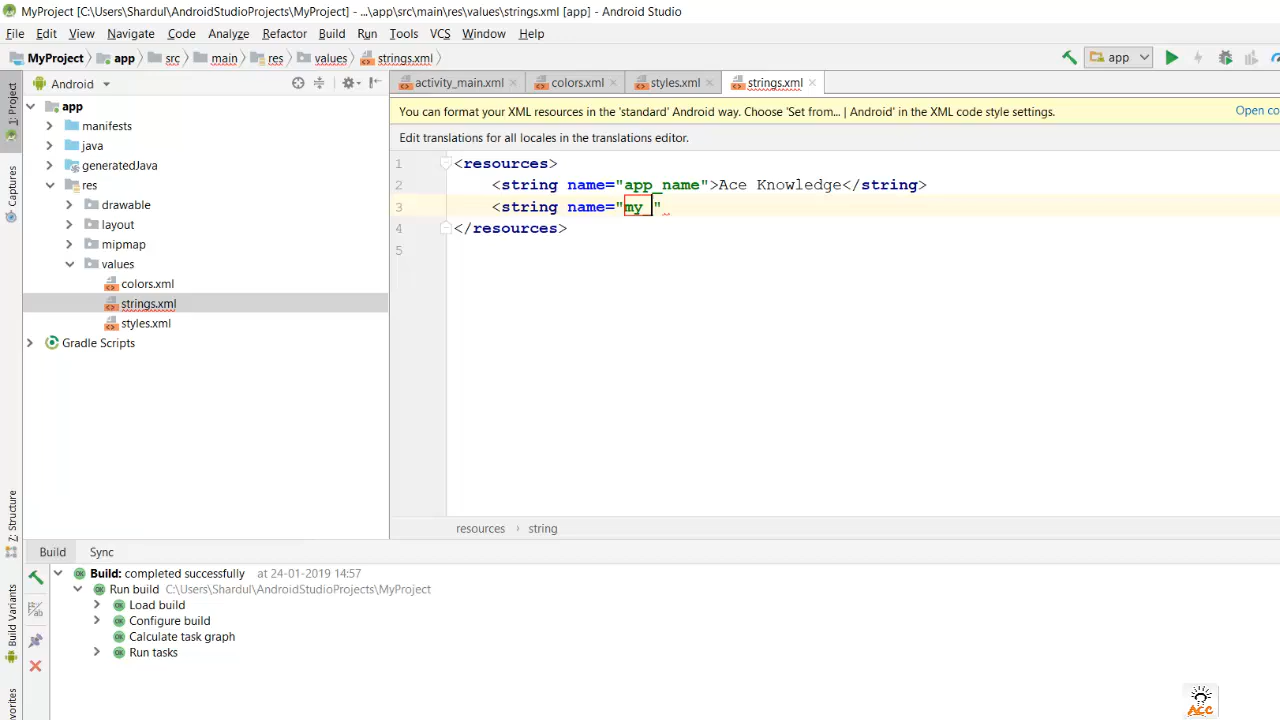 MyProject [C:\Users\Shardul\AndroidStudioProjects\MyProject] - ...\app\src\main\res\values\strings.xml [app] - Android Studio
File Edit View Navigate Code Analyze Refactor Build Run Tools VCS Window Help
MyProject app src main res values strings.xml app
Android activity_main.xml colors.xml styles.xml strings.xml
1: Project
Captures
Z: Structure
Build Variants
avorites
app
manifests
java
generatedJava
res
drawable
layout
mipmap
values
colors.xml
strings.xml
styles.xml
Gradle Scripts
You can format your XML resources in the 'standard' Android way. Choose 'Set from... | Android' in the XML code style settings. Open co
Edit translations for all locales in the translations editor.
1 <resources>
2 <string name="app_name">Ace Knowledge</string>
3 <string name="my_"
4 </resources>
5
resources › string
Build Sync
Build: completed successfully at 24-01-2019 14:57
Run build C:\Users\Shardul\AndroidStudioProjects\MyProject
Load build
Configure build
Calculate task graph
Run tasks
ACC